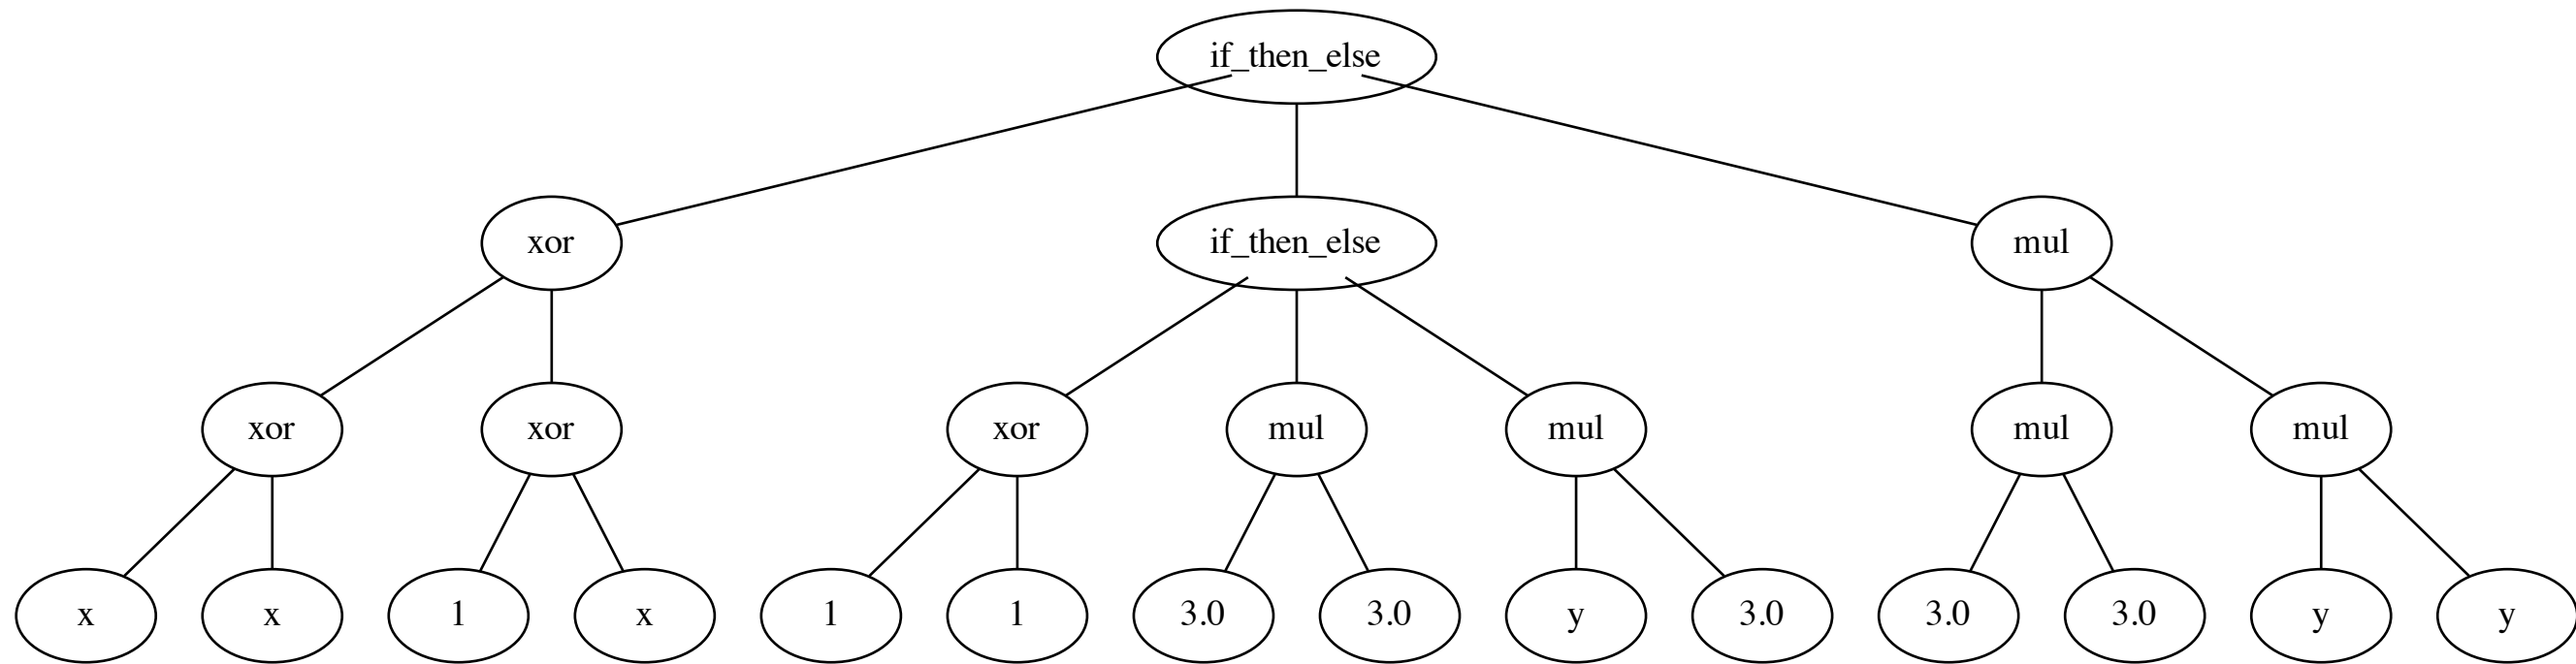 if_then_else
xor if_then_else mul
xor xor xor mul mul mul mul
x x 1 x 1 1 3.0 3.0 y 3.0 3.0 3.0 y y